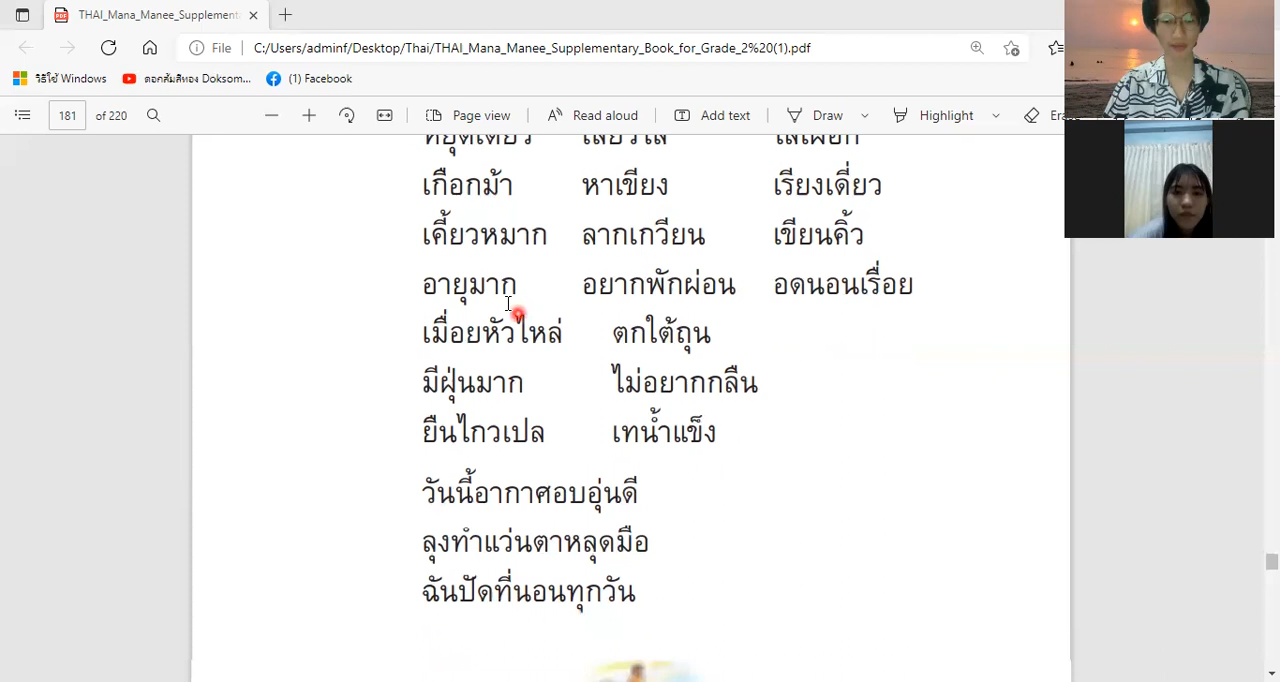 THAI_Mana_Manee_Supplementa
File C:/Users/adminf/Desktop/Thai/THAI_Mana_Manee_Supplementary_Book_for_Grade_2%20(1).pdf
วิธีใช้ Windows ดอกส้มสีทอง Doksom... (1) Facebook
181 of 220 Page view Read aloud Add text Draw Highlight Era
เกือกม้า หาเขียง เรียงเดี่ยว
เคี้ยวหมาก ลากเกวียน เขียนคิ้ว
อายุมาก อยากพักผ่อน อดนอนเรื่อย
เมื่อยหัวไหล่ ตกใต้ถุน
มีฝุ่นมาก ไม่อยากกลืน
ยืนไกวเปล เทน้ำแข็ง
วันนี้อากาศอบอุ่นดี
ลุงทำแว่นตาหลุดมือ
ฉันปัดที่นอนทุกวัน